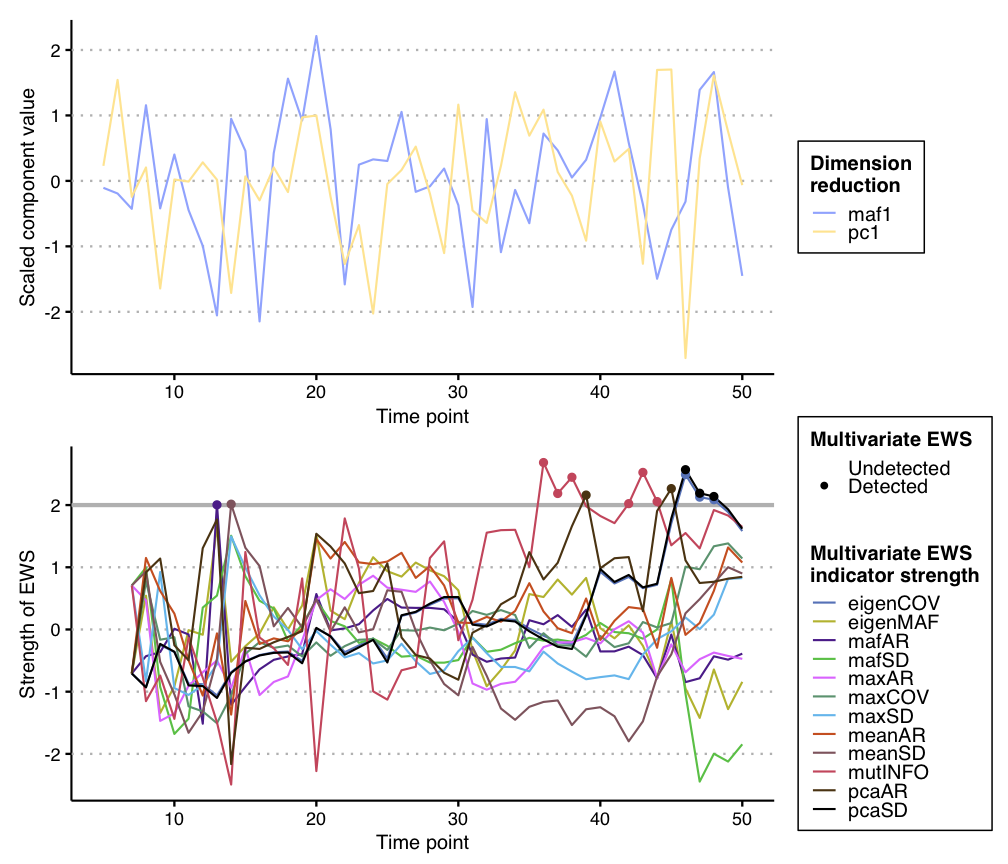 2
1
0
-1
-2
Scaled component value
10
20
30
40
50
Time point
Dimension
reduction
maf1
pc1
2
1
0
-1
-2
Strength of EWS
10
20
30
40
50
Time point
Multivariate EWS
Undetected
Detected
Multivariate EWS
indicator strength
eigenCOV
eigenMAF
mafAR
mafSD
maxAR
maxCOV
maxSD
meanAR
meanSD
mutINFO
pcaAR
pcaSD